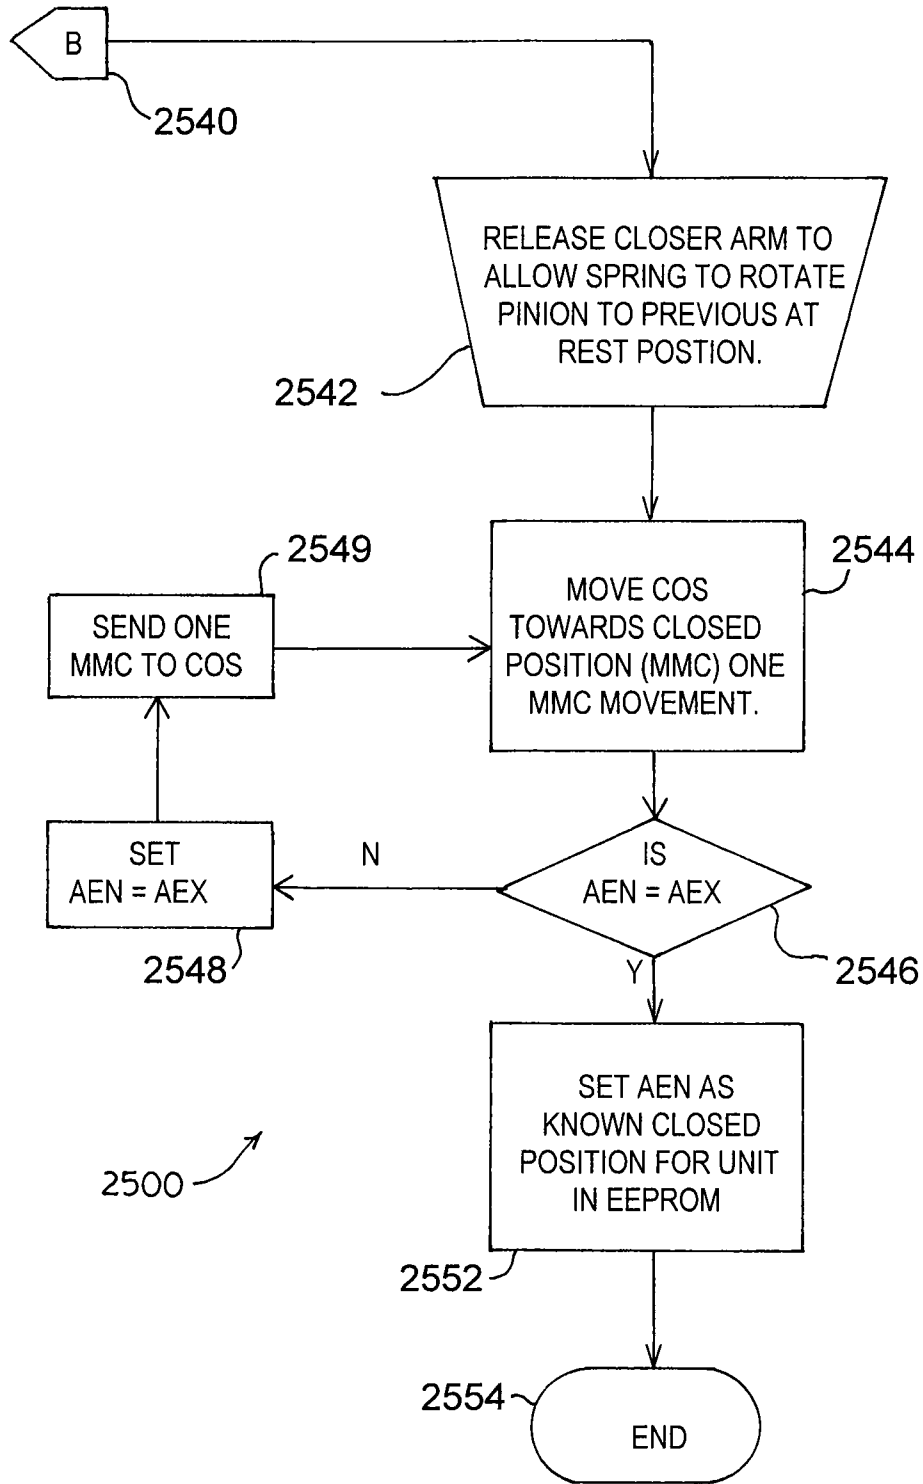 B
2540
RELEASE CLOSER ARM TO
ALLOW SPRING TO ROTATE
PINION TO PREVIOUS AT
REST POSTION.
2542
2544
MOVE COS
TOWARDS CLOSED
POSITION (MMC) ONE
MMC MOVEMENT.
2549
SEND ONE
MMC TO COS
SET
AEN = AEX
2548
N
IS
AEN = AEX
2546
Y
SET AEN AS
KNOWN CLOSED
POSITION FOR UNIT
IN EEPROM
2552
2500
2554
END